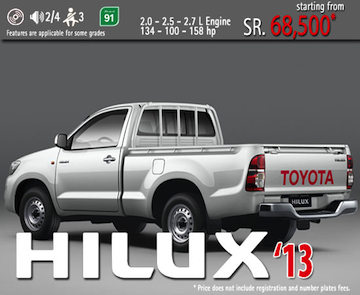 2/4 3 91 2.0 - 2.5 - 2.7 L Engine
134 - 100 - 158 hp
starting from
SR. 68,500*
Features are applicable for some grades
TOYOTA
HILUX
HILUX '13
* Price does not include registration and number plates fees.